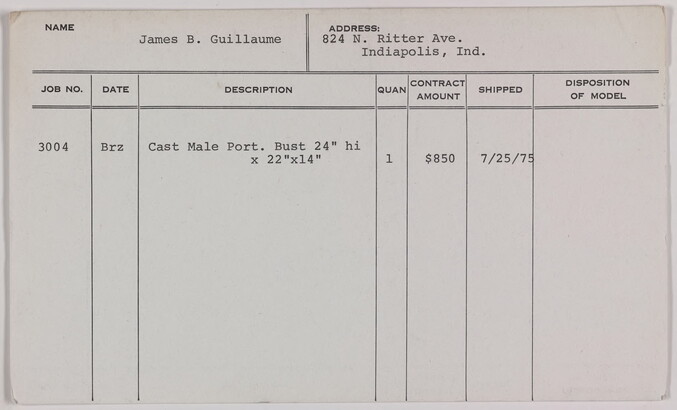 NAME
James B. Guillaume
ADDRESS:
824 N. Ritter Ave.
Indiapolis, Ind.
JOB NO. DATE DESCRIPTION QUAN CONTRACT AMOUNT SHIPPED DISPOSITION OF MODEL
3004 Brz Cast Male Port. Bust 24" hi
x 22"x14" 1 $850 7/25/75